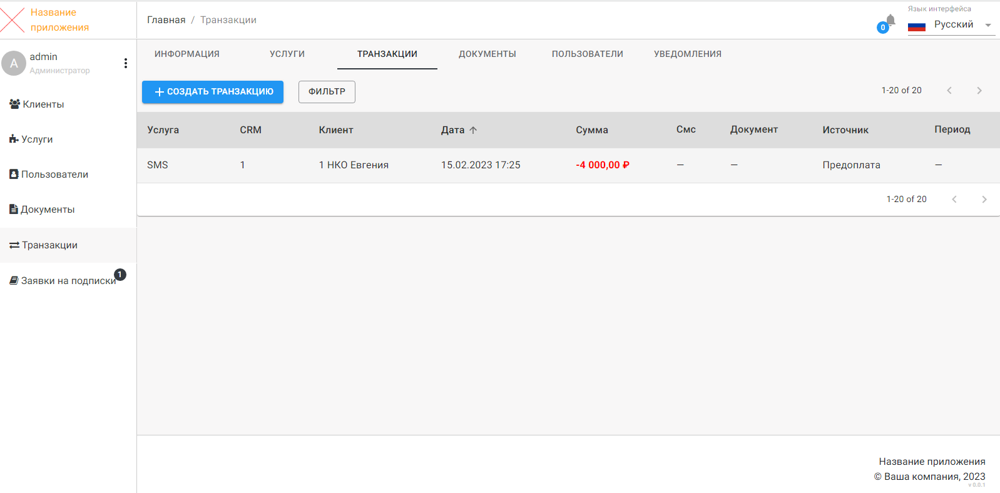 Название
приложения
Главная / Транзакции
0
Язык интерфейса
Русский
A
admin
Администратор
Клиенты
Услуги
Пользователи
Документы
Транзакции
Заявки на подписки
1
ИНФОРМАЦИЯ УСЛУГИ ТРАНЗАКЦИИ ДОКУМЕНТЫ ПОЛЬЗОВАТЕЛИ УВЕДОМЛЕНИЯ
+ СОЗДАТЬ ТРАНЗАКЦИЮ ФИЛЬТР 1-20 of 20
Услуга CRM Клиент Дата Сумма Смс Документ Источник Период
SMS 1 1 НКО Евгения 15.02.2023 17:25 -4 000,00 ₽ — — Предоплата —
1-20 of 20
Название приложения
© Ваша компания, 2023
v 0.0.1